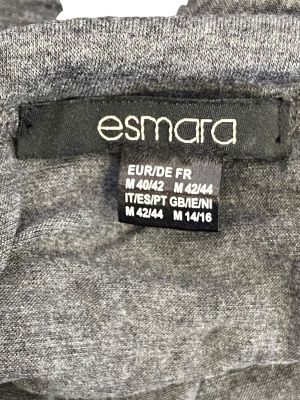 esmara
EUR/DE FR
M 40/42 M 42/44
IT/ES/PT GB/IE/NI
M 42/44 M 14/16